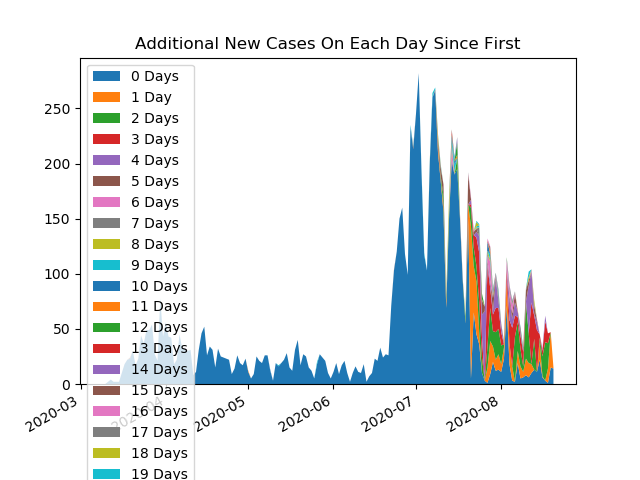 Additional New Cases On Each Day Since First
250
200
150
100
50
0
0 Days
1 Day
2 Days
3 Days
4 Days
5 Days
6 Days
7 Days
8 Days
9 Days
10 Days
11 Days
12 Days
13 Days
14 Days
15 Days
16 Days
17 Days
18 Days
19 Days
2020-03
2020-04
2020-05
2020-06
2020-07
2020-08